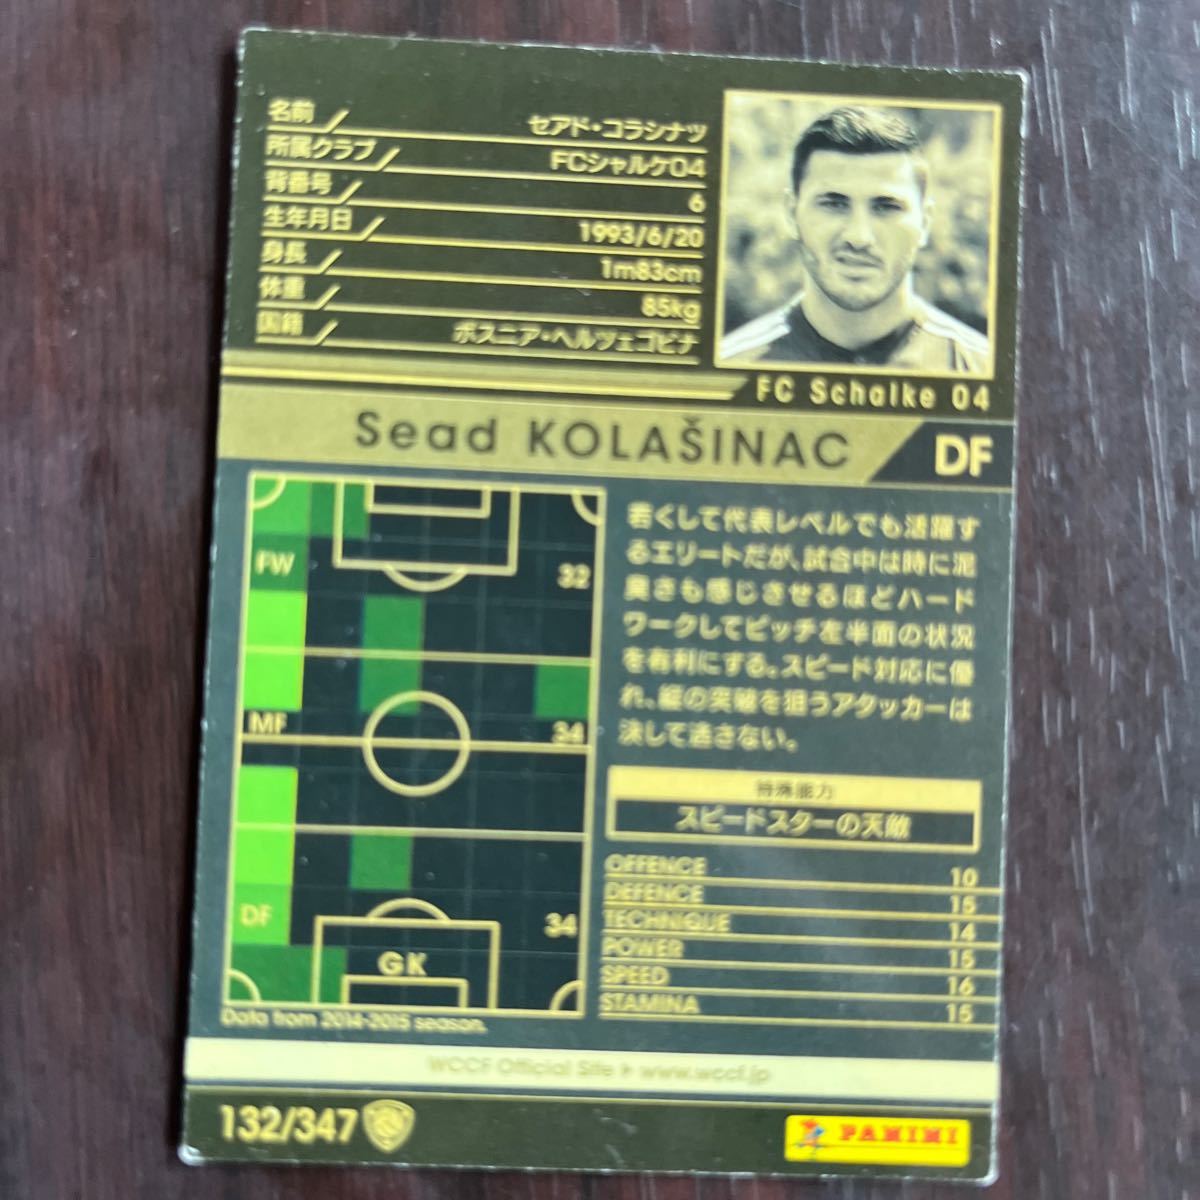 名前 セアド・コラシナツ
所属クラブ FCシャルケ04
背番号 6
生年月日 1993/6/20
身長 1m83cm
体重 85kg
国籍 ボスニア・ヘルツェゴビナ
FC Schalke 04
Sead KOLAŠINAC DF
FW 32
MF 34
DF 34
GK
Data from 2014-2015 season.
若くして代表レベルでも活躍す
るエリートだが、試合中は時に泥
臭さも感じさせるほどハード
ワークしてピッチ左半面の状況
を有利にする。スピード対応に優
れ、縦の突破を狙うアタッカーは
決して逃さない。
特殊能力
スピードスターの天敵
OFFENCE 10
DEFENCE 15
TECHNIQUE 14
POWER 15
SPEED 16
STAMINA 15
WCCF Official Site ▶ www.wccf.jp
132/347
PANINI